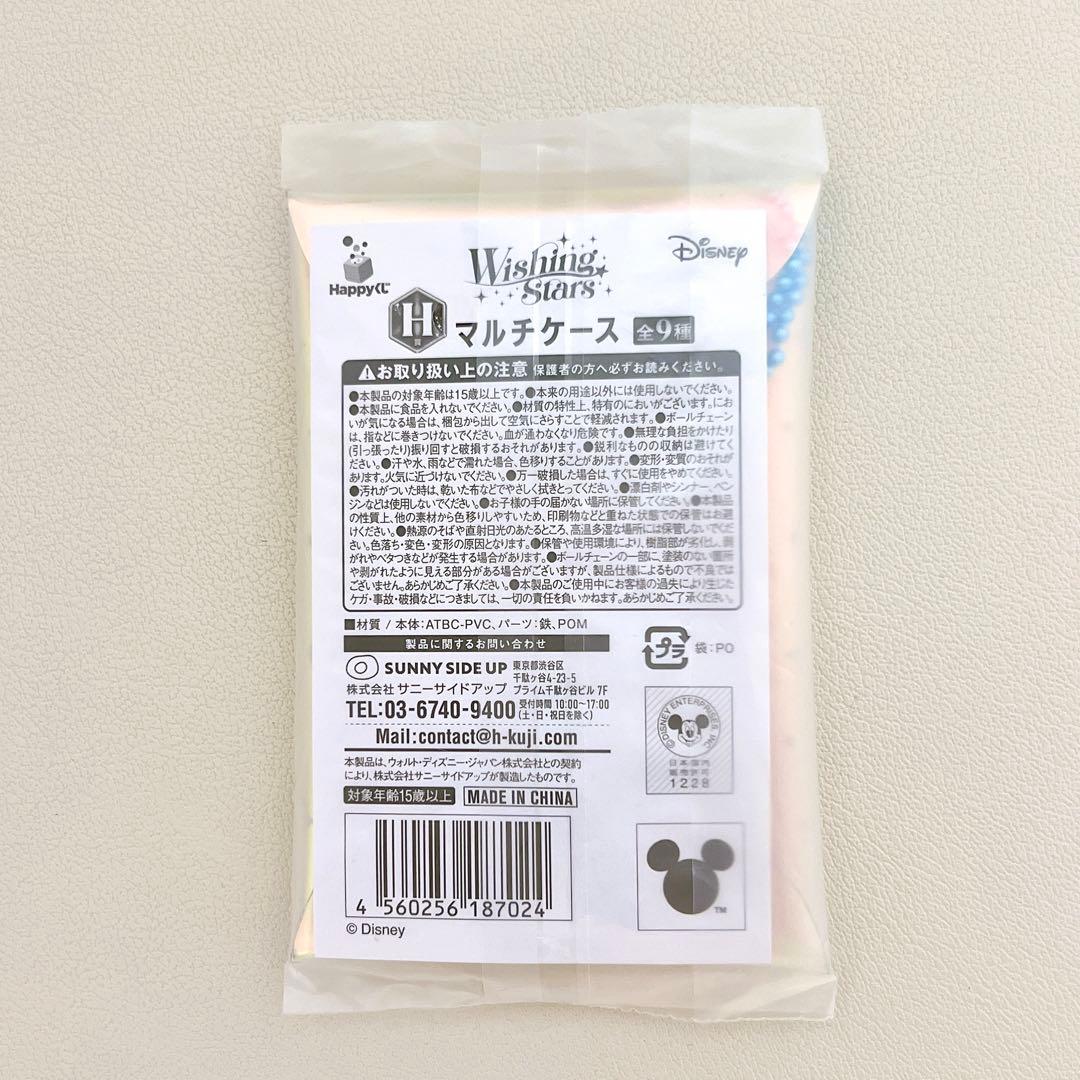 Happyくじ
Wishing Stars
Disney
H賞 マルチケース 全9種
⚠お取り扱い上の注意 保護者の方へ必ずお読みください。
●本製品の対象年齢は15歳以上です。●本来の用途以外には使用しないでください。
●本製品に食品を入れないでください。●材質の特性上、特有のにおいがございます。にお
いが気になる場合は、梱包から出して空気にさらすことで軽減されます。●ボールチェーン
は、指などに巻きつけないでください。血が通わなくなり危険です。●無理な負担をかけたり
(引っ張ったり)振り回すと破損するおそれがあります。●鋭利なものの収納は避けてく
ださい。●汗や水、雨などで濡れた場合、色移りすることがあります。●変形・変質のおそれが
あります。火気に近づけないでください。●万一破損した場合は、すぐに使用をやめてください。
●汚れがついた時は、乾いた布などでやさしく拭きとってください。●漂白剤やシンナー、ベン
ジンなどは使用しないでください。●お子様の手の届かない場所に保管してください。●本製品
の性質上、他の素材から色移りしやすいため、印刷物などと重ねた状態での保管はお避
けください。●熱源のそばや直射日光のあたるところ、高温多湿な場所には保管しないでくだ
さい。色落ち・変色・変形の原因となります。●保管や使用環境により、樹脂部が劣化し、剥
がれやベタつきなどが発生する場合があります。●ボールチェーンの一部に、塗装のない箇所
や剥がれたように見える部分がある場合がございますが、製品仕様によるもので不良では
ございません。あらかじめご了承ください。●本製品のご使用中にお客様の過失により生じた
ケガ・事故・破損などにつきましては、一切の責任を負いかねます。あらかじめご了承ください。
■材質 / 本体:ATBC-PVC、パーツ:鉄、POM
製品に関するお問い合わせ
SUNNY SIDE UP
株式会社 サニーサイドアップ
東京都渋谷区
千駄ヶ谷4-23-5
プライム千駄ヶ谷ビル 7F
TEL:03-6740-9400 受付時間 10:00～17:00
(土・日・祝日を除く)
Mail:contact@h-kuji.com
本製品は、ウォルト・ディズニー・ジャパン株式会社との契約
により、株式会社サニーサイドアップが製造したものです。
対象年齢15歳以上 MADE IN CHINA
4 560256 187024
© Disney
プラ 袋:PO
©DISNEY ENTERPRISES, INC.
日本国内
販売許可
1228
TM